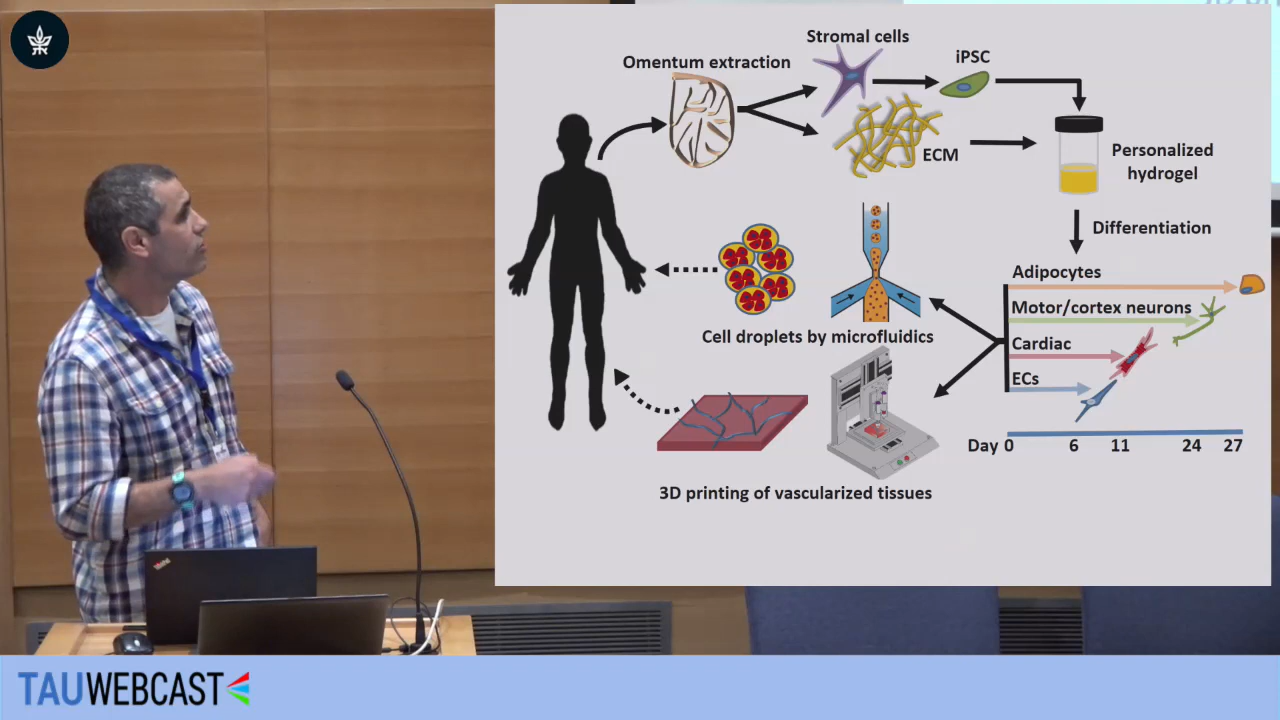 Stromal cells
Omentum extraction
iPSC
ECM
Personalized
hydrogel
Differentiation
Adipocytes
Motor/cortex neurons
Cardiac
ECs
Cell droplets by microfluidics
Day 0 6 11 24 27
3D printing of vascularized tissues
TAUWEBCAST